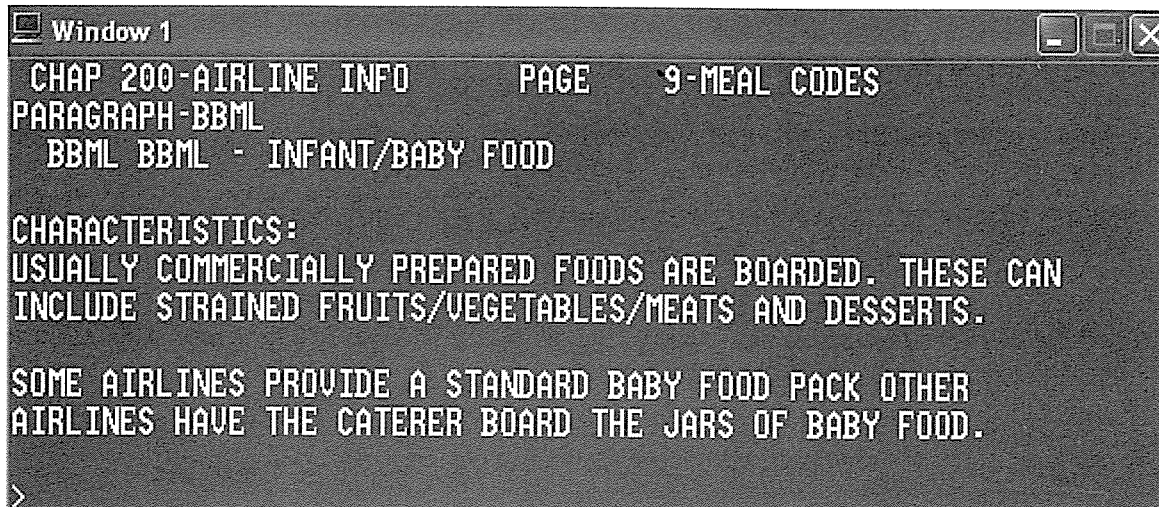 Window 1
CHAP 200-AIRLINE INFO PAGE 9-MEAL CODES
PARAGRAPH-BBML
BBML BBML - INFANT/BABY FOOD
CHARACTERISTICS:
USUALLY COMMERCIALLY PREPARED FOODS ARE BOARDED. THESE CAN
INCLUDE STRAINED FRUITS/VEGETABLES/MEATS AND DESSERTS.
SOME AIRLINES PROVIDE A STANDARD BABY FOOD PACK OTHER
AIRLINES HAVE THE CATERER BOARD THE JARS OF BABY FOOD.
>